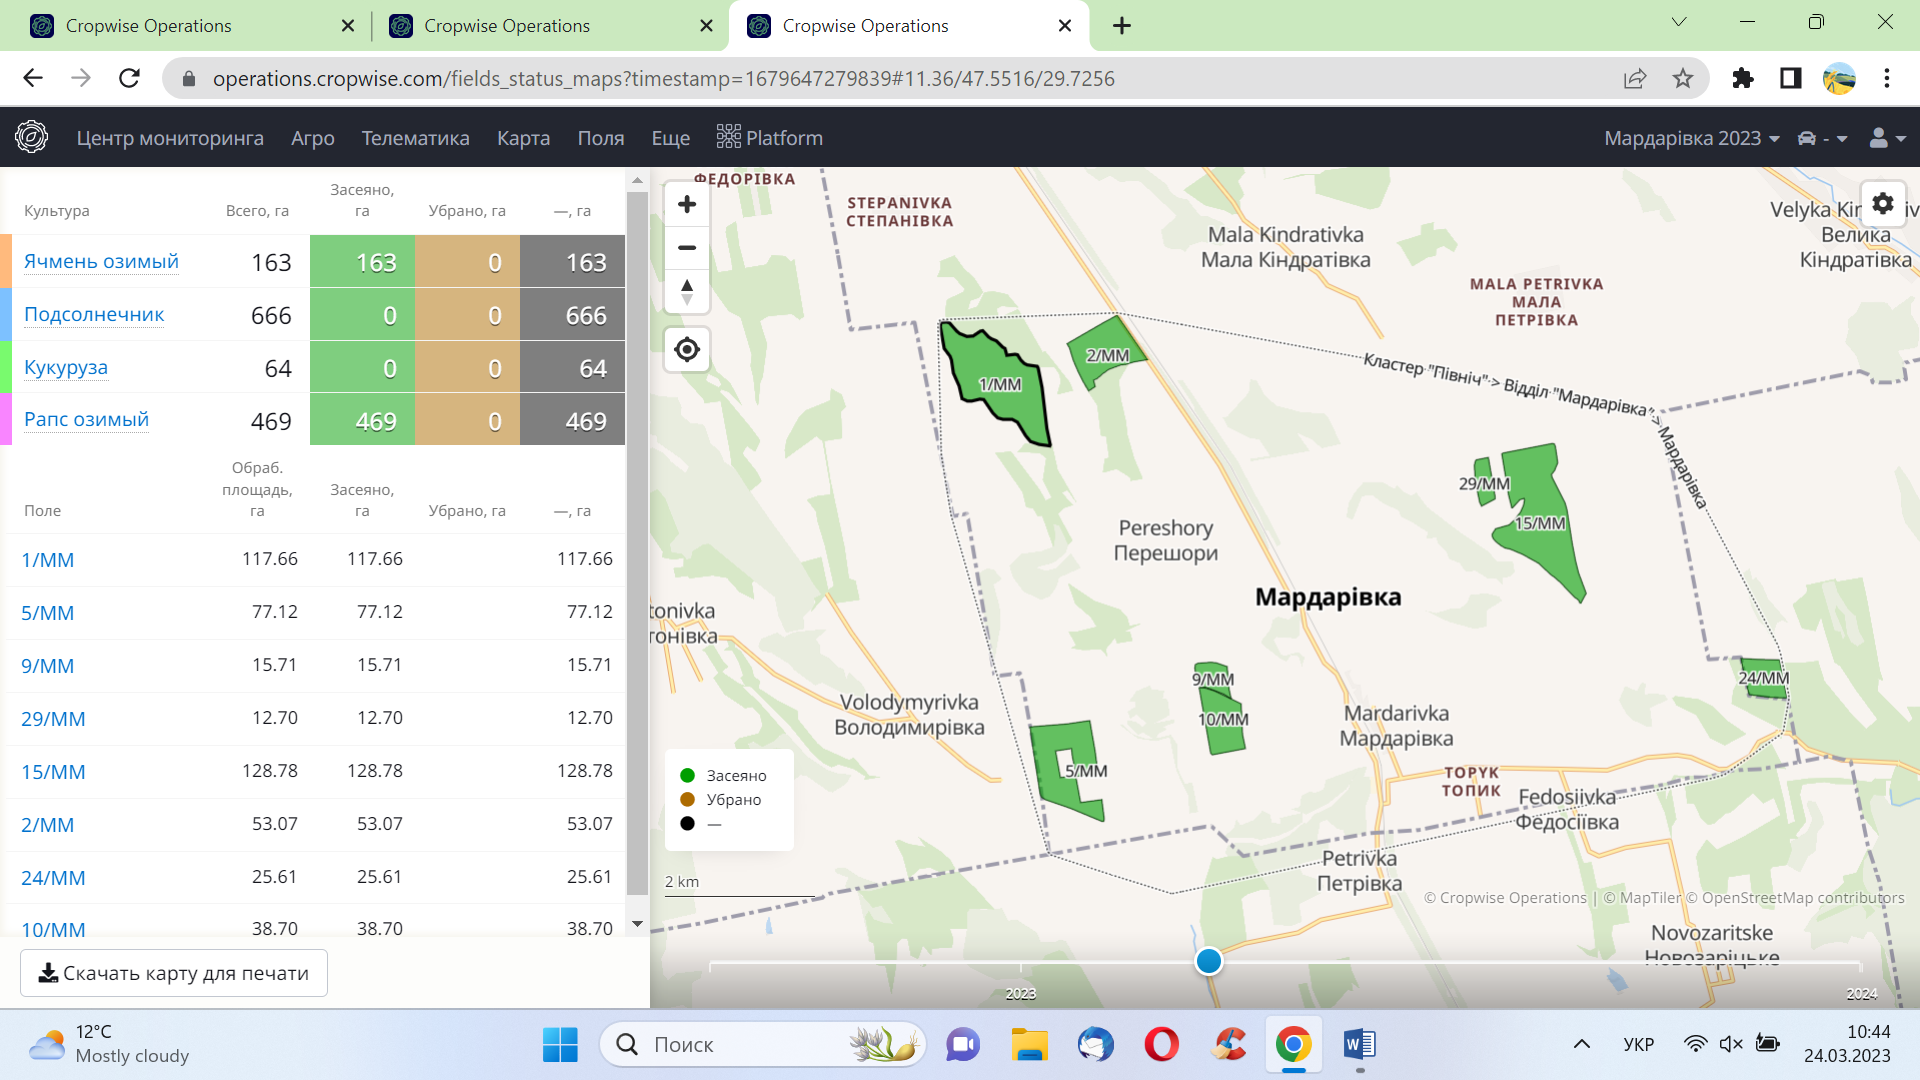 Cropwise Operations
Cropwise Operations
Cropwise Operations
operations.cropwise.com/fields_status_maps?timestamp=1679647279839#11.36/47.5516/29.7256
Центр мониторинга Агро Телематика Карта Поля Еще Platform
Мардарівка 2023 -
Культура Всего, га Засеяно, га Убрано, га —, га
Ячмень озимый 163 163 0 163
Подсолнечник 666 0 0 666
Кукуруза 64 0 0 64
Рапс озимый 469 469 0 469
Поле Обраб. площадь, га Засеяно, га Убрано, га —, га
1/ММ 117.66 117.66 117.66
5/ММ 77.12 77.12 77.12
9/ММ 15.71 15.71 15.71
29/ММ 12.70 12.70 12.70
15/ММ 128.78 128.78 128.78
2/ММ 53.07 53.07 53.07
24/ММ 25.61 25.61 25.61
10/ММ 38.70 38.70 38.70
Скачать карту для печати
ФЕДОРІВКА
STEPANIVKA
СТЕПАНІВКА
Mala Kindrativka
Мала Кіндратівка
Велика
Кіндратівка
MALA PETRIVKA
МАЛА
ПЕТРІВКА
Кластер "Північ" > Відділ "Мардарівка" > Мардарівка
1/ММ
2/ММ
29/ММ
15/ММ
Pereshory
Перешори
Мардарівка
tonivka
тонівка
9/ММ
10/ММ
24/ММ
Volodymyrivka
Володимирівка
Mardarivka
Мардарівка
5/ММ
TOPYK
ТОПИК
Fedosiivka
Федосіївка
Petrivka
Петрівка
Novozaritske
Новозаріцьке
Засеяно
Убрано
—
2 km
© Cropwise Operations | © MapTiler © OpenStreetMap contributors
2023
2024
12°C
Mostly cloudy
Поиск
УКР
10:44
24.03.2023